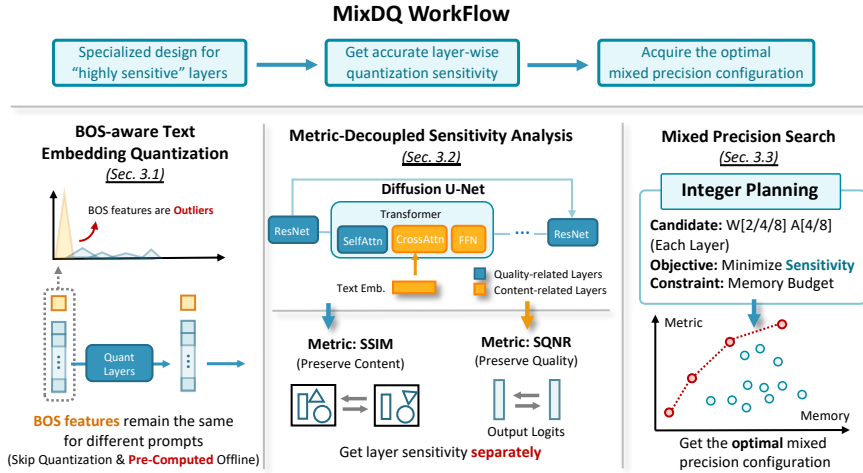 MixDQ WorkFlow
Specialized design for
“highly sensitive” layers
Get accurate layer-wise
quantization sensitivity
Acquire the optimal
mixed precision configuration
BOS-aware Text
Embedding Quantization
(Sec. 3.1)
BOS features are Outliers
Quant
Layers
BOS features remain the same
for different prompts
(Skip Quantization & Pre-Computed Offline)
Metric-Decoupled Sensitivity Analysis
(Sec. 3.2)
Diffusion U-Net
Transformer
ResNet
SelfAttn
CrossAttn
FFN
...
ResNet
Text Emb.
Quality-related Layers
Content-related Layers
Metric: SSIM
(Preserve Content)
Metric: SQNR
(Preserve Quality)
Output Logits
Get layer sensitivity separately
Mixed Precision Search
(Sec. 3.3)
Integer Planning
Candidate: W[2/4/8] A[4/8]
(Each Layer)
Objective: Minimize Sensitivity
Constraint: Memory Budget
Metric
Memory
Get the optimal mixed
precision configuration